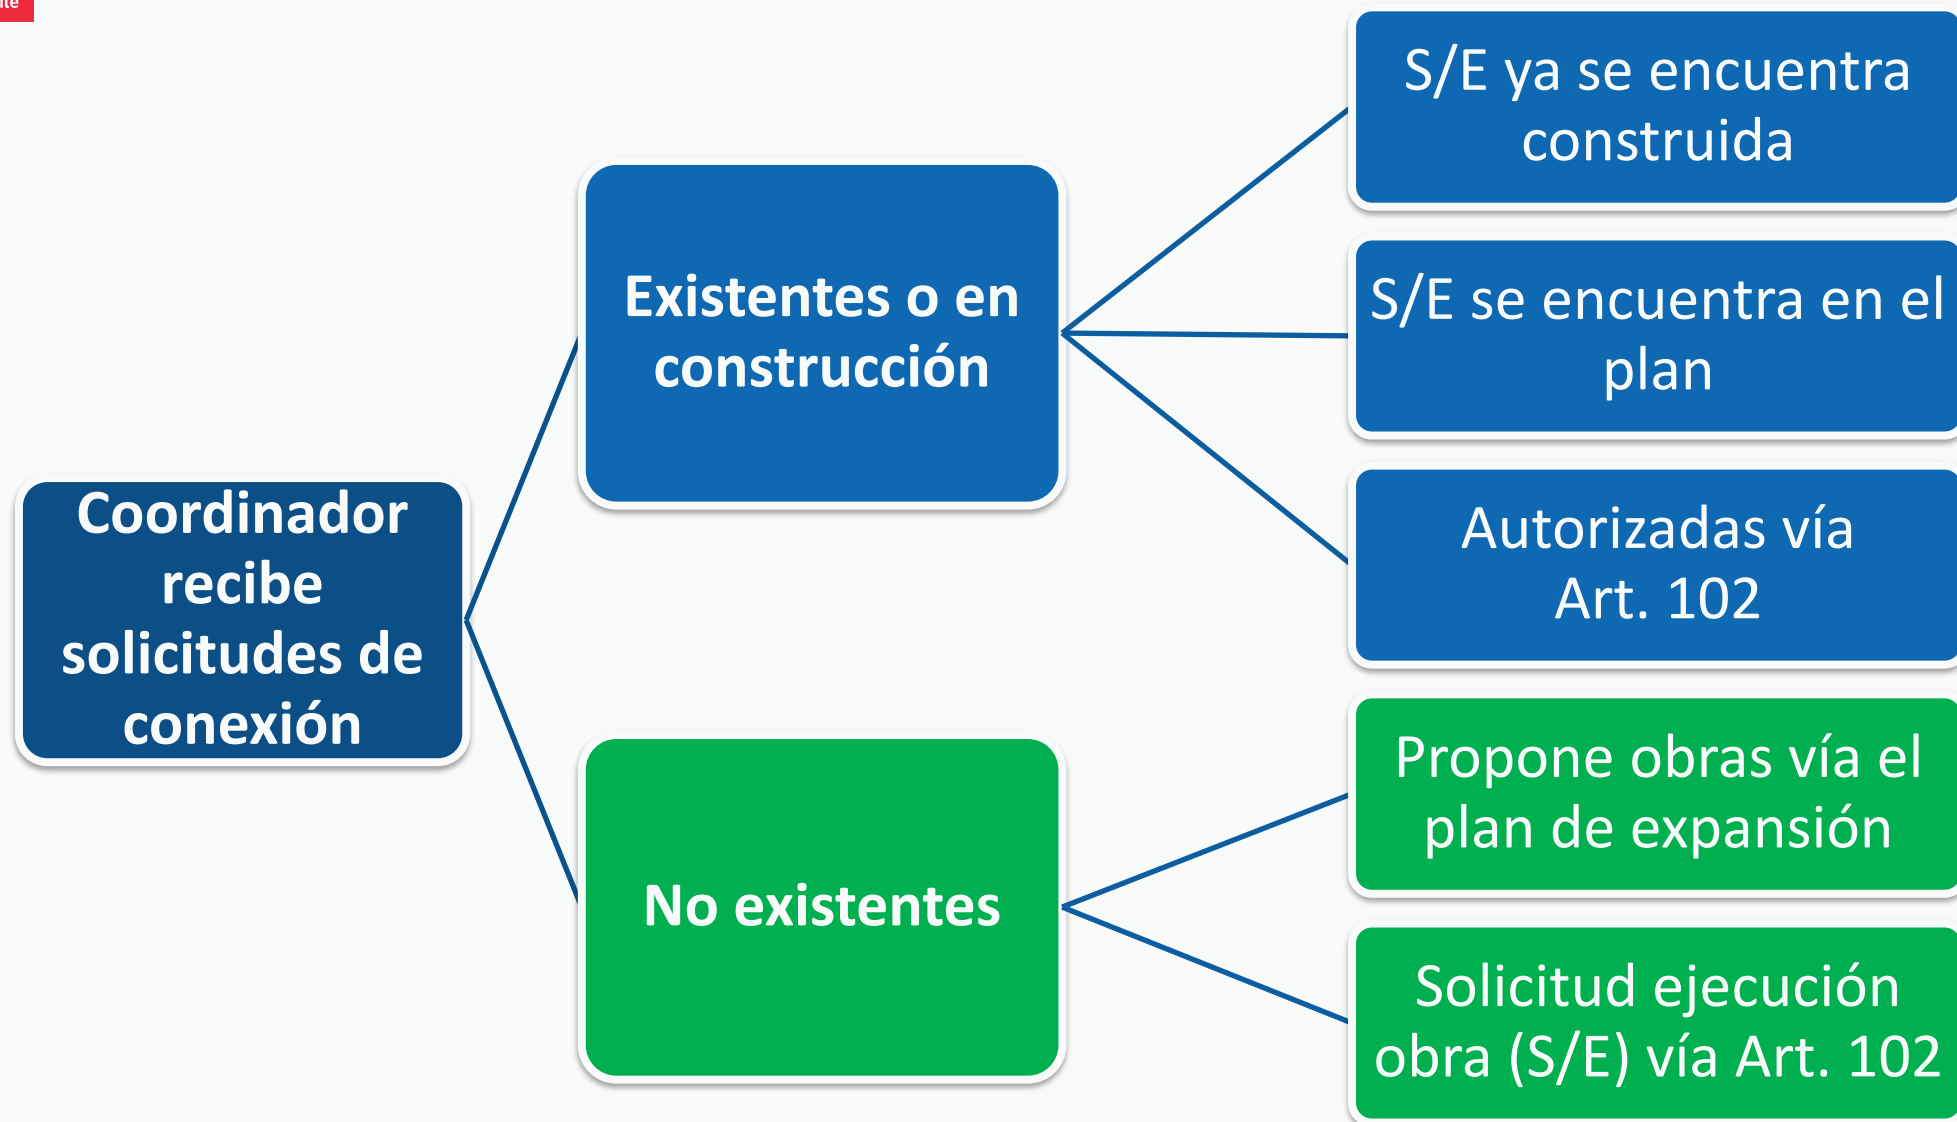 S/E ya se encuentra
construida
Existentes o en
construcción
S/E se encuentra en el
plan
Autorizadas vía
Art. 102
Coordinador
recibe
solicitudes de
conexión
Propone obras vía el
plan de expansión
No existentes
Solicitud ejecución
obra (S/E) vía Art. 102